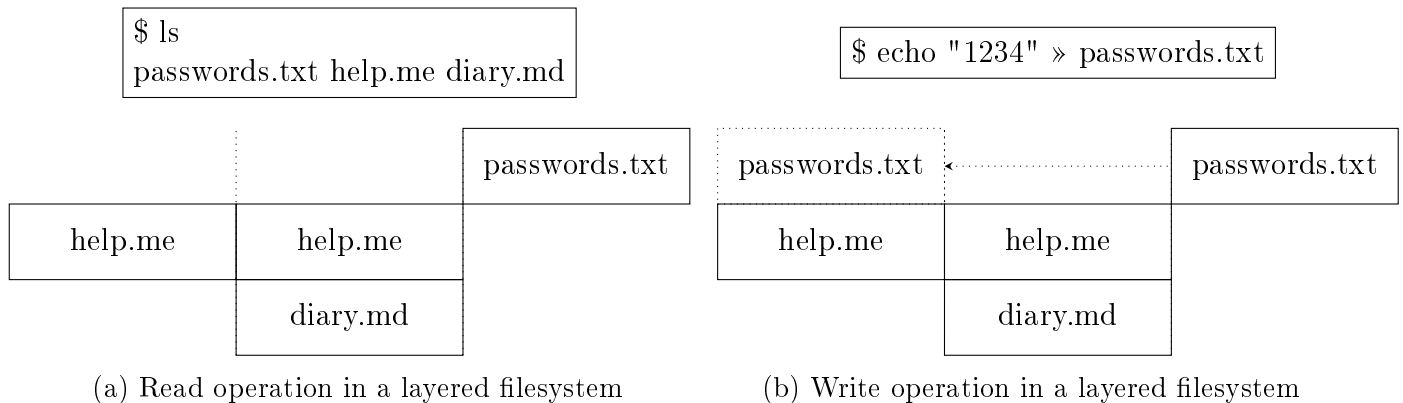 $ ls
passwords.txt help.me diary.md
passwords.txt
help.me
help.me
diary.md
(a) Read operation in a layered filesystem
$ echo "1234" » passwords.txt
passwords.txt
passwords.txt
help.me
help.me
diary.md
(b) Write operation in a layered filesystem